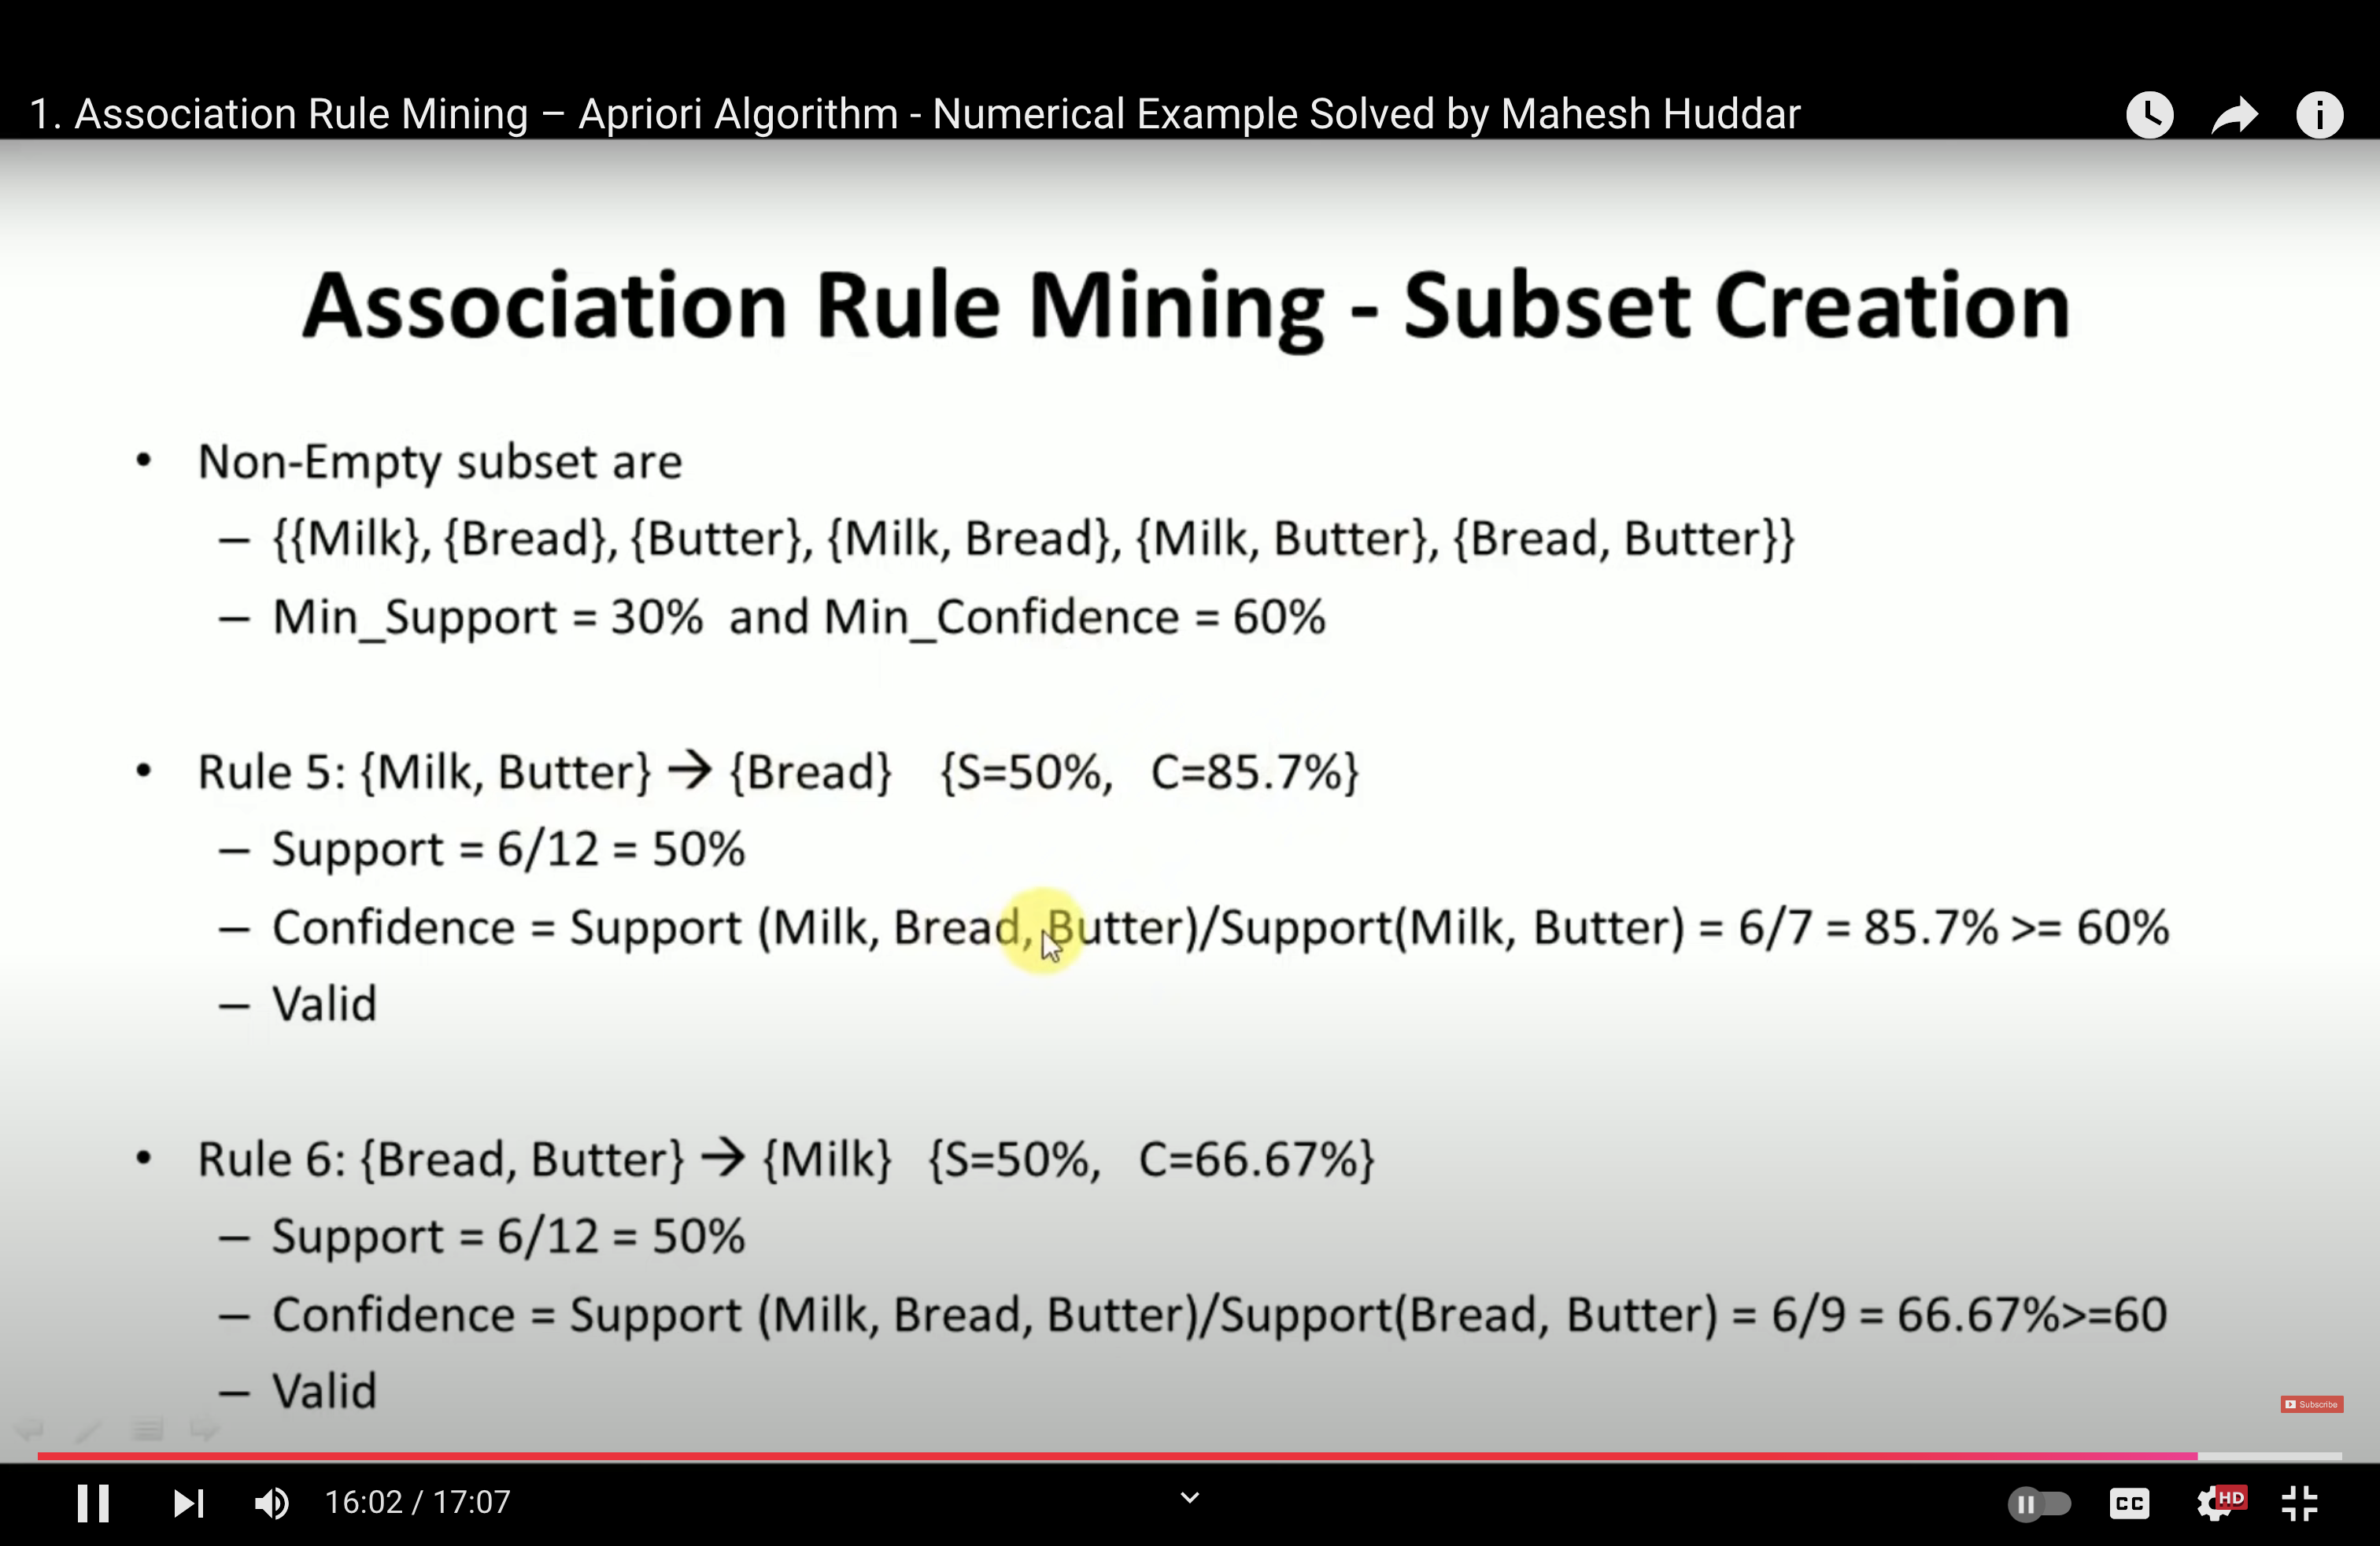 1. Association Rule Mining – Apriori Algorithm - Numerical Example Solved by Mahesh Huddar
Association Rule Mining - Subset Creation
• Non-Empty subset are
– {{Milk}, {Bread}, {Butter}, {Milk, Bread}, {Milk, Butter}, {Bread, Butter}}
– Min_Support = 30% and Min_Confidence = 60%
• Rule 5: {Milk, Butter} → {Bread} {S=50%, C=85.7%}
– Support = 6/12 = 50%
– Confidence = Support (Milk, Bread, Butter)/Support(Milk, Butter) = 6/7 = 85.7% >= 60%
– Valid
• Rule 6: {Bread, Butter} → {Milk} {S=50%, C=66.67%}
– Support = 6/12 = 50%
– Confidence = Support (Milk, Bread, Butter)/Support(Bread, Butter) = 6/9 = 66.67%>=60
– Valid
Subscribe
16:02 / 17:07
CC
HD